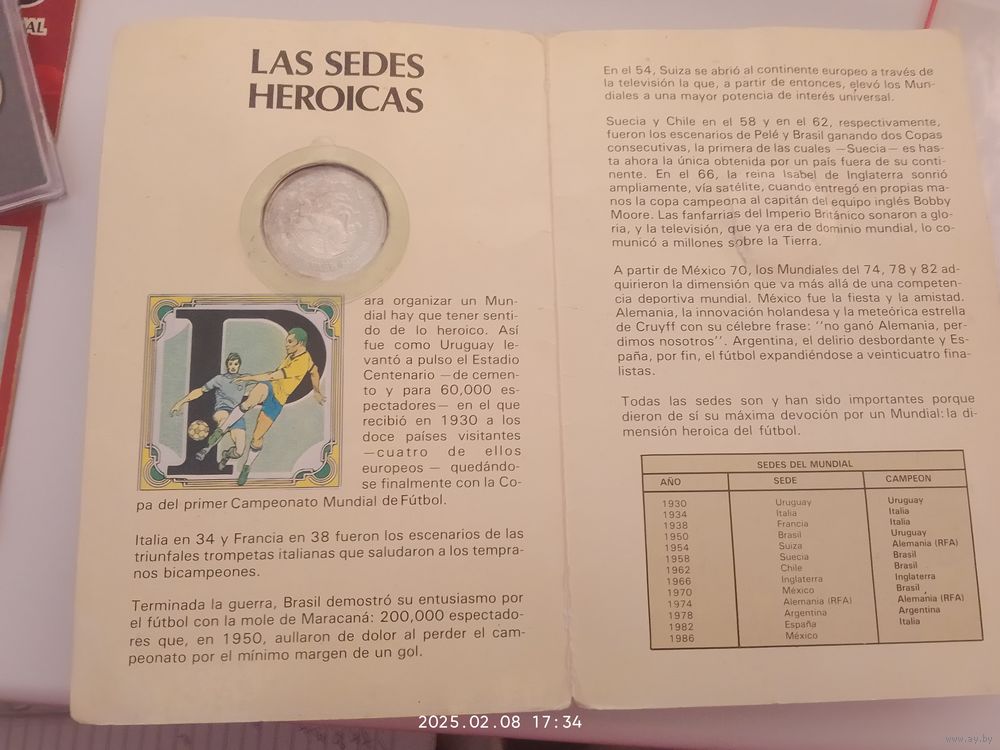 AL
LAS SEDES
HEROICAS
ara organizar un Mun-
dial hay que tener senti-
do de lo heroico. Así
fue como Uruguay le-
vantó a pulso el Estadio
Centenario —de cemen-
to y para 60,000 es-
pectadores— en el que
recibió en 1930 a los
doce países visitantes
—cuatro de ellos
europeos— quedándo-
se finalmente con la Co-
pa del primer Campeonato Mundial de Fútbol.
Italia en 34 y Francia en 38 fueron los escenarios de las
triunfales trompetas italianas que saludaron a los tempra-
nos bicampeones.
Terminada la guerra, Brasil demostró su entusiasmo por
el fútbol con la mole de Maracaná: 200,000 espectado-
res que, en 1950, aullaron de dolor al perder el cam-
peonato por el mínimo margen de un gol.
En el 54, Suiza se abrió al continente europeo a través de
la televisión la que, a partir de entonces, elevó los Mun-
diales a una mayor potencia de interés universal.
Suecia y Chile en el 58 y en el 62, respectivamente,
fueron los escenarios de Pelé y Brasil ganando dos Copas
consecutivas, la primera de las cuales —Suecia— es has-
ta ahora la única obtenida por un país fuera de su conti-
nente. En el 66, la reina Isabel de Inglaterra sonrió
ampliamente, vía satélite, cuando entregó en propias ma-
nos la copa campeona al capitán del equipo inglés Bobby
Moore. Las fanfarrias del Imperio Británico sonaron a glo-
ria, y la televisión, que ya era de dominio mundial, lo co-
municó a millones sobre la Tierra.
A partir de México 70, los Mundiales del 74, 78 y 82 ad-
quirieron la dimensión que va más allá de una competen-
cia deportiva mundial. México fue la fiesta y la amistad.
Alemania, la innovación holandesa y la meteórica estrella
de Cruyff con su célebre frase: "no ganó Alemania, per-
dimos nosotros". Argentina, el delirio desbordante y Es-
paña, por fin, el fútbol expandiéndose a veinticuatro fina-
listas.
Todas las sedes son y han sido importantes porque
dieron de sí su máxima devoción por un Mundial: la di-
mensión heroica del fútbol.
SEDES DEL MUNDIAL
AÑO SEDE CAMPEON
1930 Uruguay Uruguay
1934 Italia Italia
1938 Francia Italia
1950 Brasil Uruguay
1954 Suiza Alemania (RFA)
1958 Suecia Brasil
1962 Chile Brasil
1966 Inglaterra Inglaterra
1970 México Brasil
1974 Alemania (RFA) Alemania (RFA)
1978 Argentina Argentina
1982 España Italia
1986 México
2025.02.08 17:34
www.ay.by